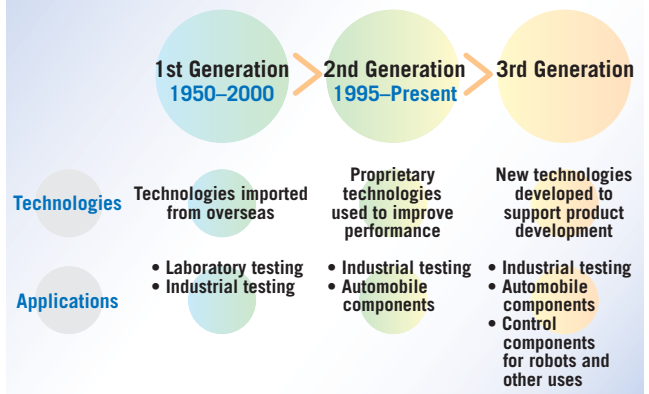 1st Generation
1950–2000
2nd Generation
1995–Present
3rd Generation
Technologies
Technologies imported
from overseas
Proprietary
technologies
used to improve
performance
New technologies
developed to
support product
development
Applications
• Laboratory testing
• Industrial testing
• Industrial testing
• Automobile
components
• Industrial testing
• Automobile
components
• Control
components
for robots and
other uses